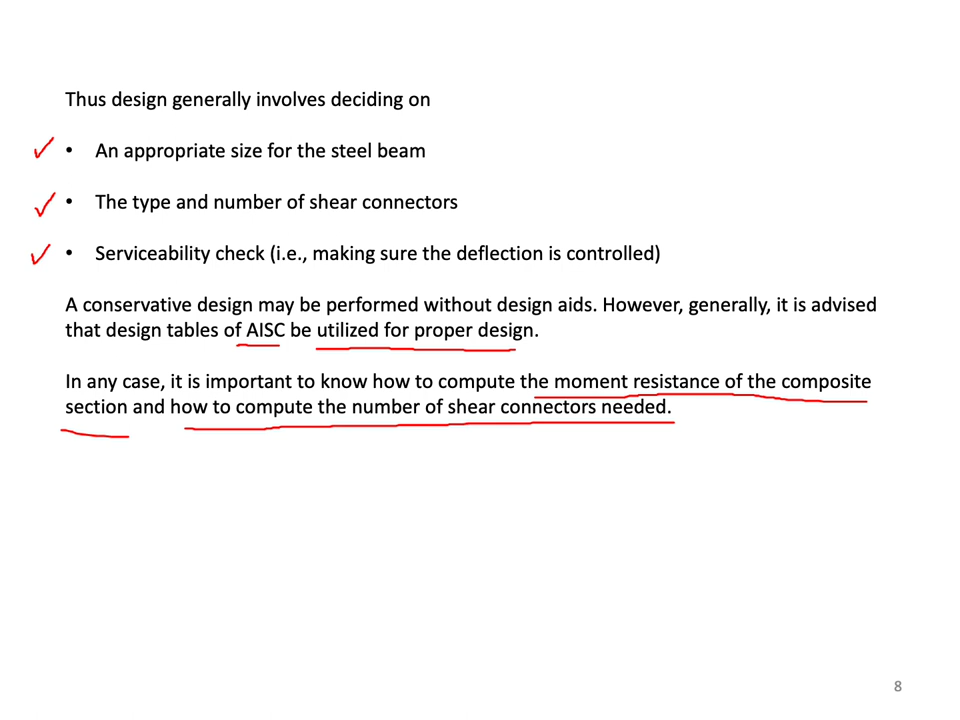 Thus design generally involves deciding on
• An appropriate size for the steel beam
• The type and number of shear connectors
• Serviceability check (i.e., making sure the deflection is controlled)
A conservative design may be performed without design aids. However, generally, it is advised
that design tables of AISC be utilized for proper design.
In any case, it is important to know how to compute the moment resistance of the composite
section and how to compute the number of shear connectors needed.
8